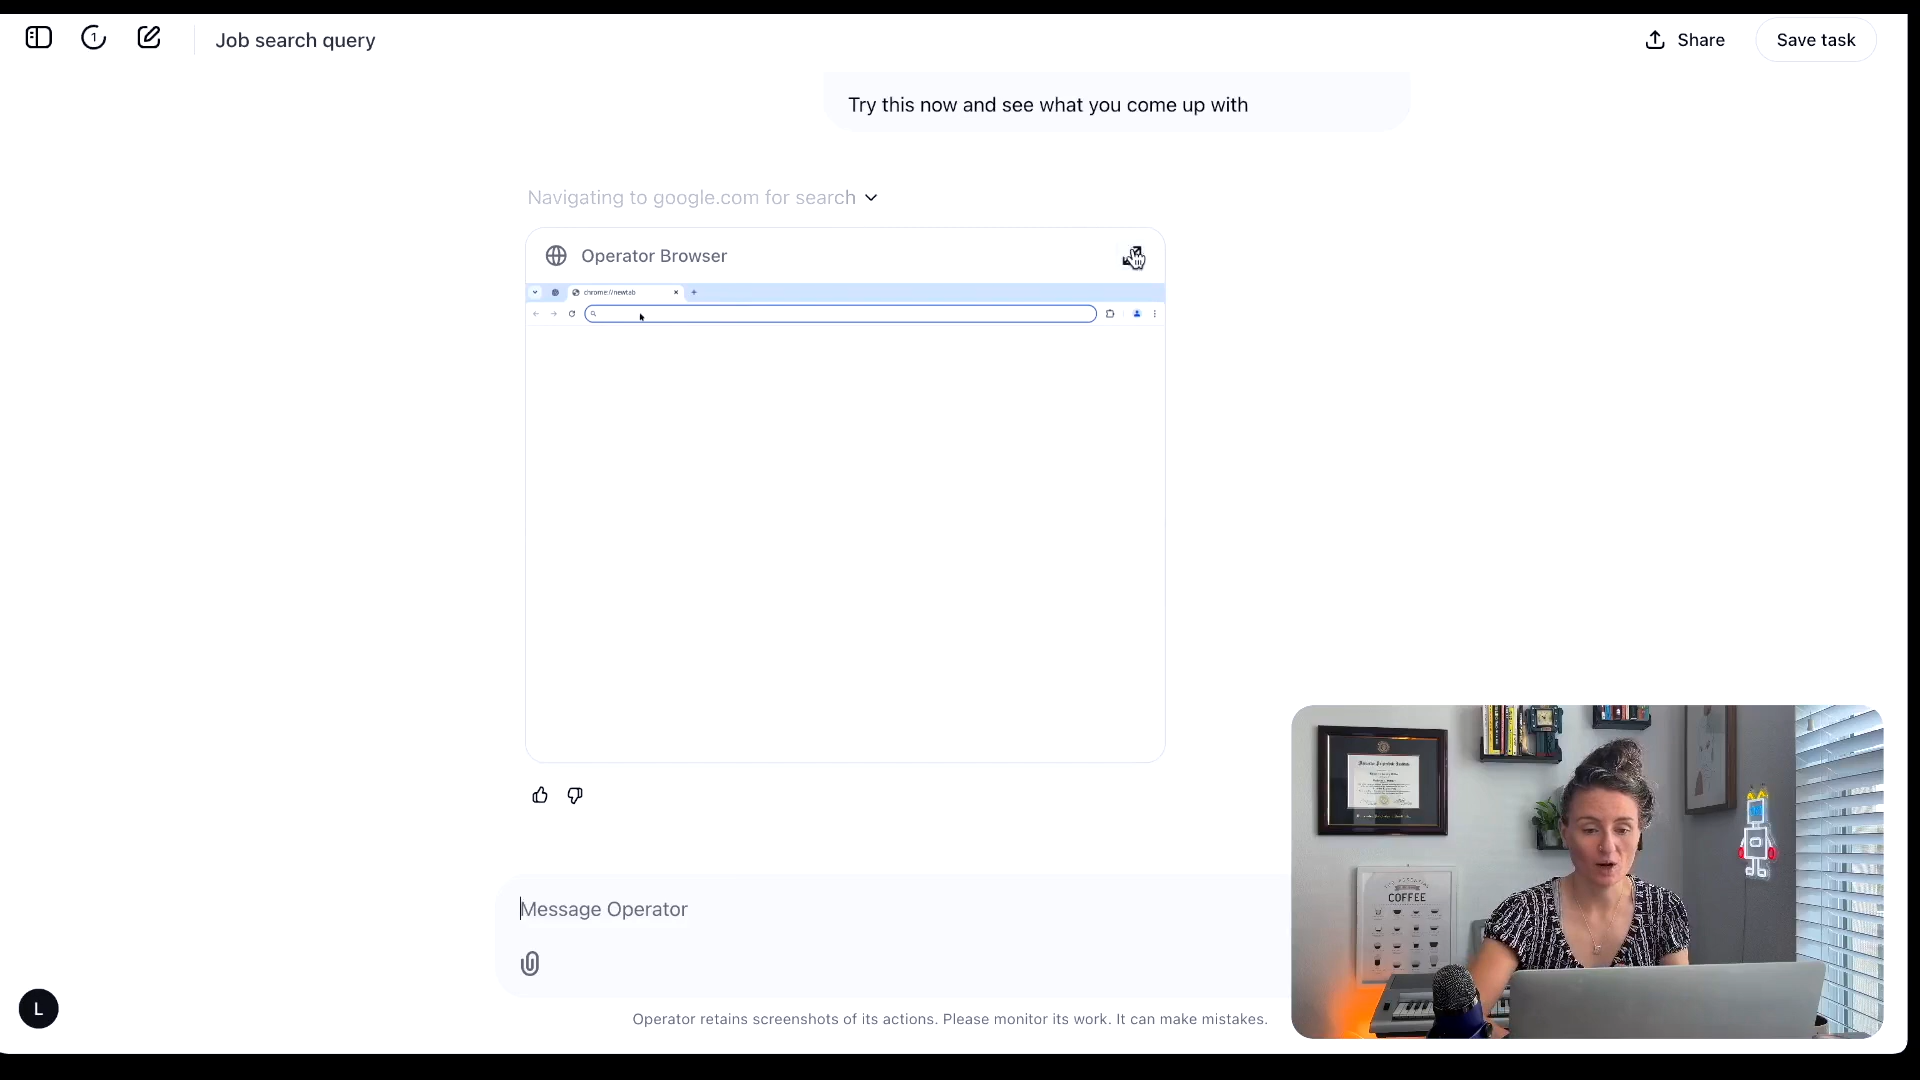 1
Job search query
Share
Save task
Try this now and see what you come up with
Navigating to google.com for search
Operator Browser
chrome://newtab
Message Operator
COFFEE
L
Operator retains screenshots of its actions. Please monitor its work. It can make mistakes.